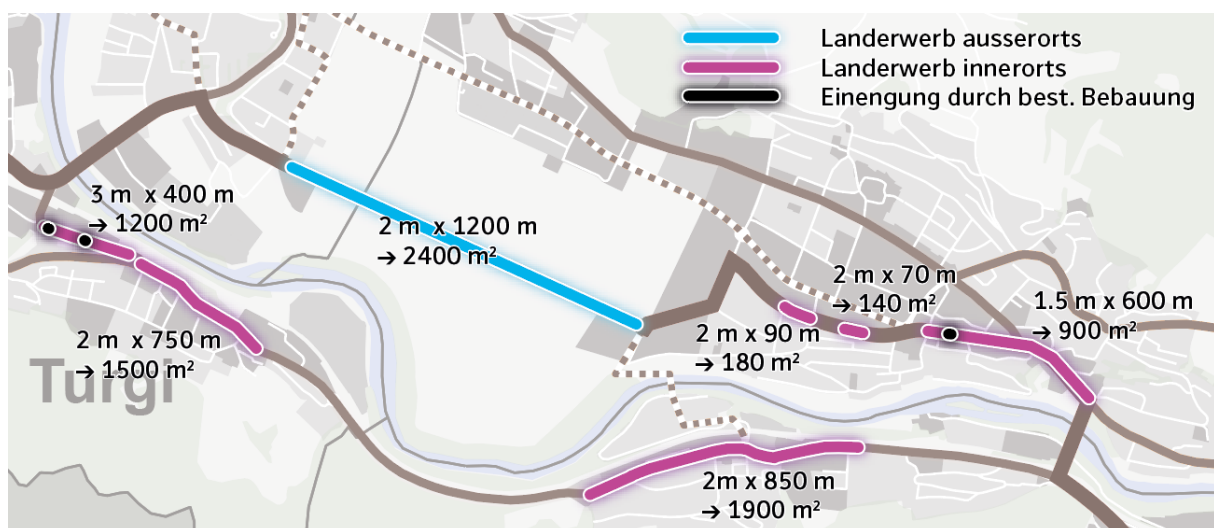 Landerwerb ausserorts
Landerwerb innerorts
Einengung durch best. Bebauung
3 m x 400 m
→ 1200 m²
2 m x 1200 m
→ 2400 m²
2 m x 70 m
→ 140 m²
1.5 m x 600 m
→ 900 m²
2 m x 90 m
→ 180 m²
2 m x 750 m
→ 1500 m²
Turgi
2m x 850 m
→ 1900 m²